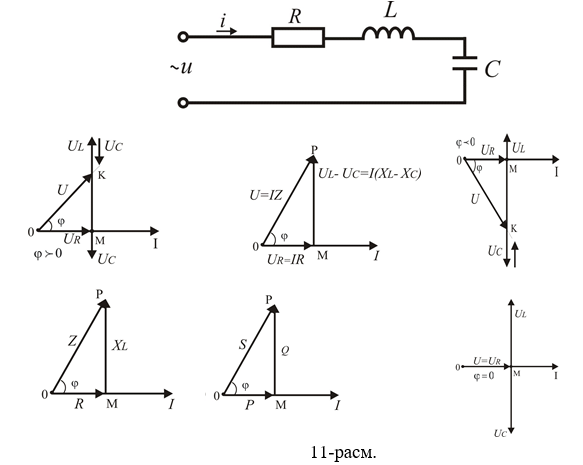 i R L
~u C
UL UC
K
U
0 φ
UR M I
φ≻0
UC
P
UL- UC=I(XL- XC)
U=IZ
0 φ
UR=IR M I
φ≺0
UR UL
0 M I
φ
U
K
UC
P
Z XL
φ
0 R M I
P
S Q
φ
0 P M I
UL
U=UR
0 M I
φ=0
UC
11-расм.